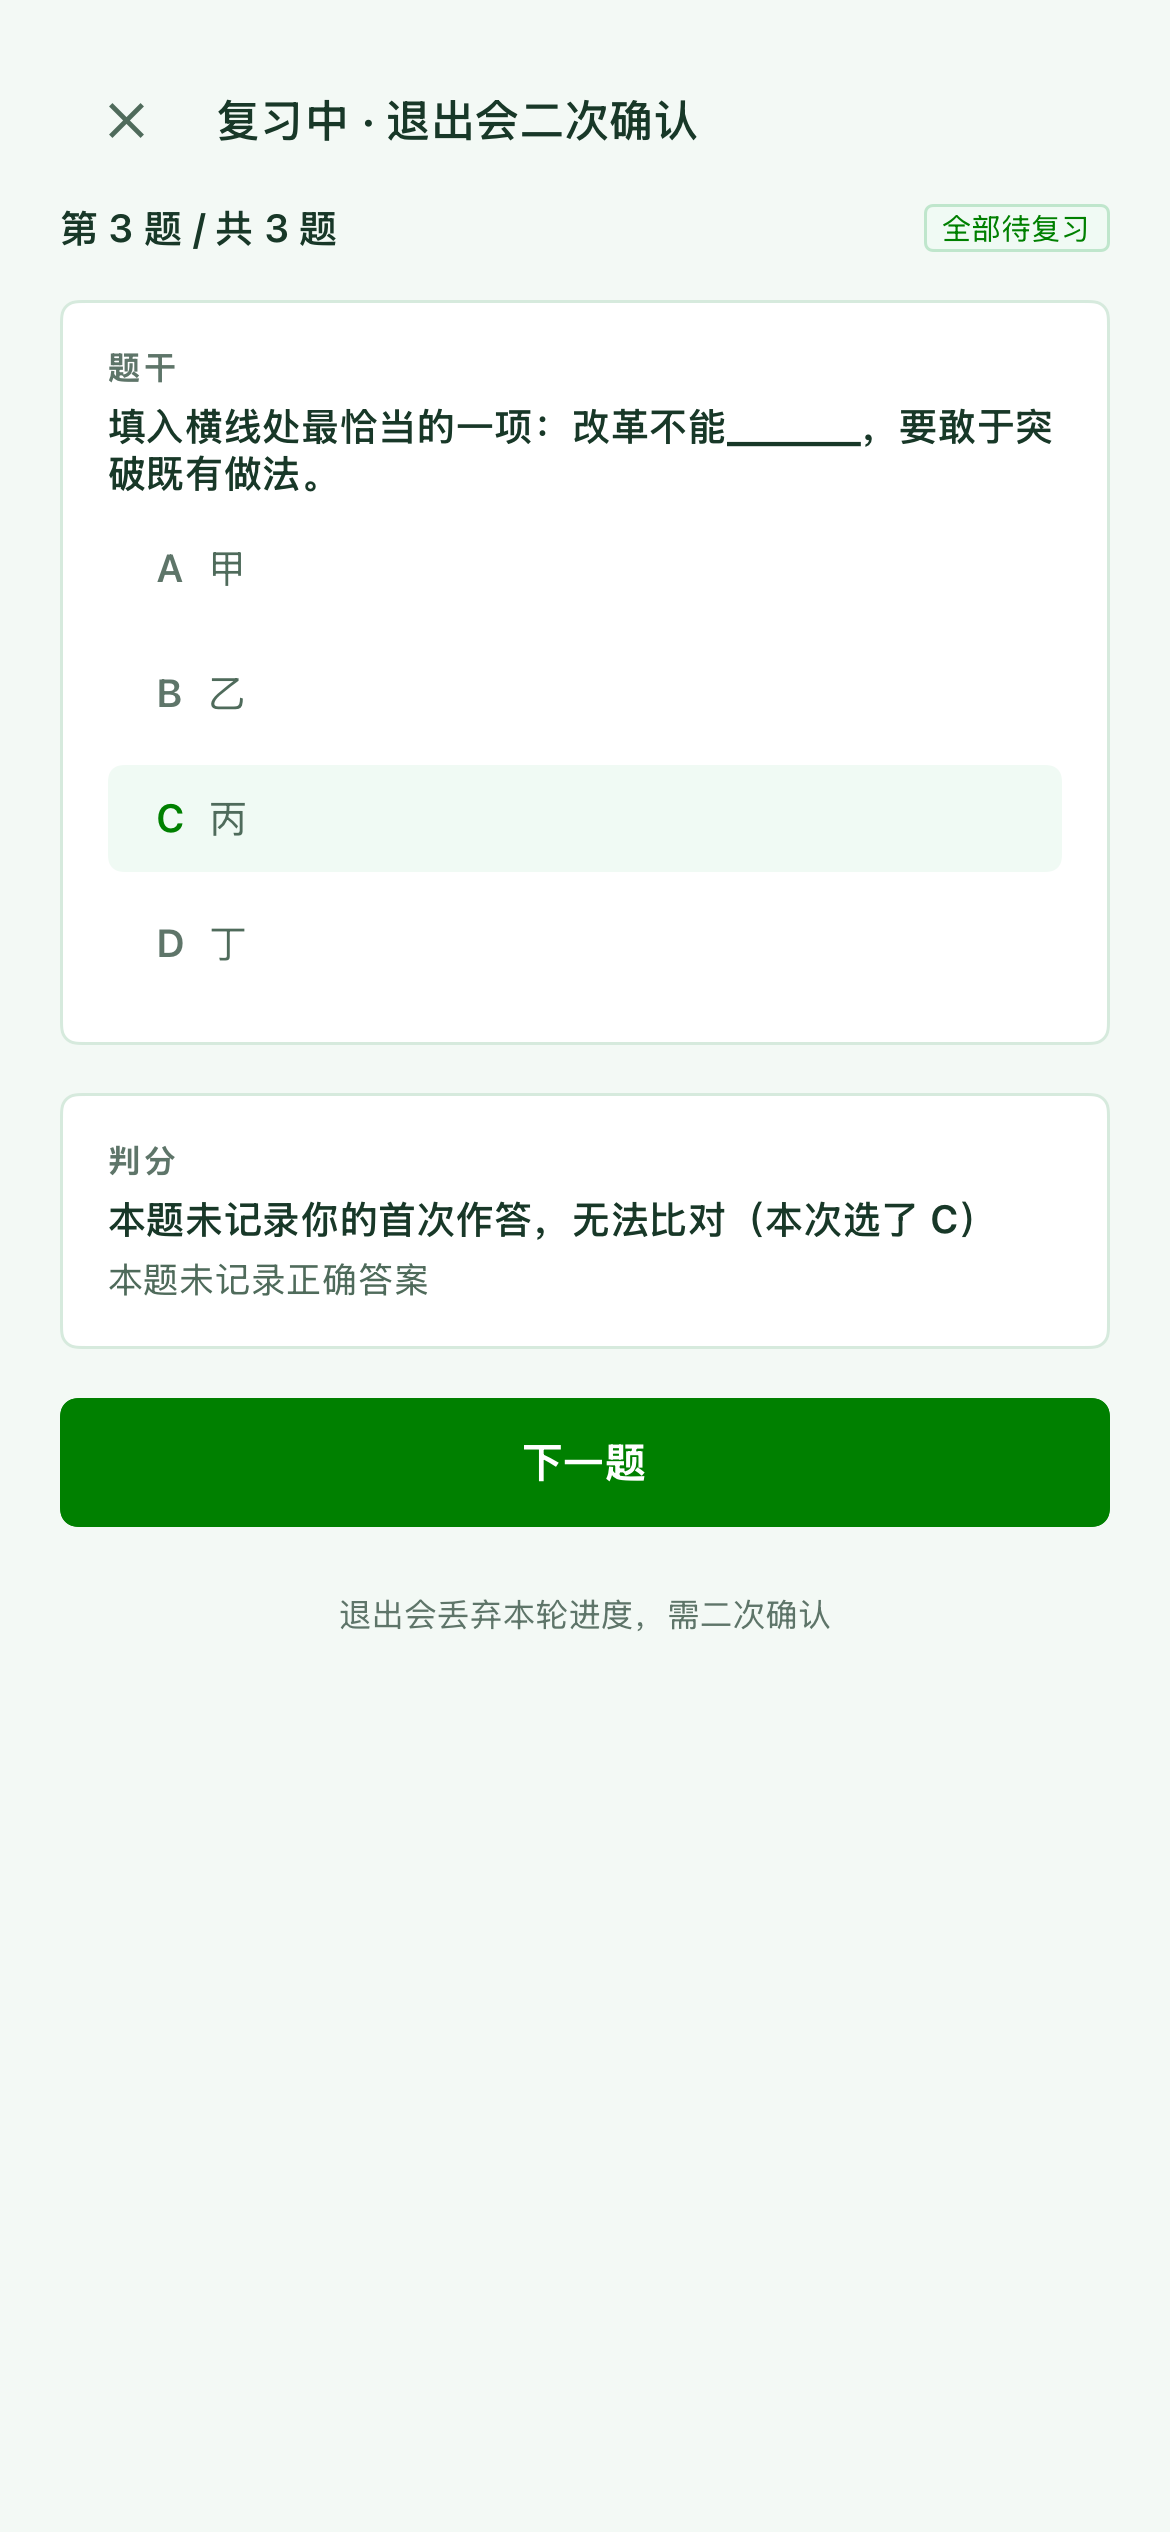 复习中 · 退出会二次确认
第 3 题 / 共 3 题
全部待复习
题干
填入横线处最恰当的一项：改革不能_______，要敢于突
破既有做法。
A 甲
B 乙
C 丙
D 丁
判分
本题未记录你的首次作答，无法比对（本次选了 C）
本题未记录正确答案
下一题
退出会丢弃本轮进度，需二次确认